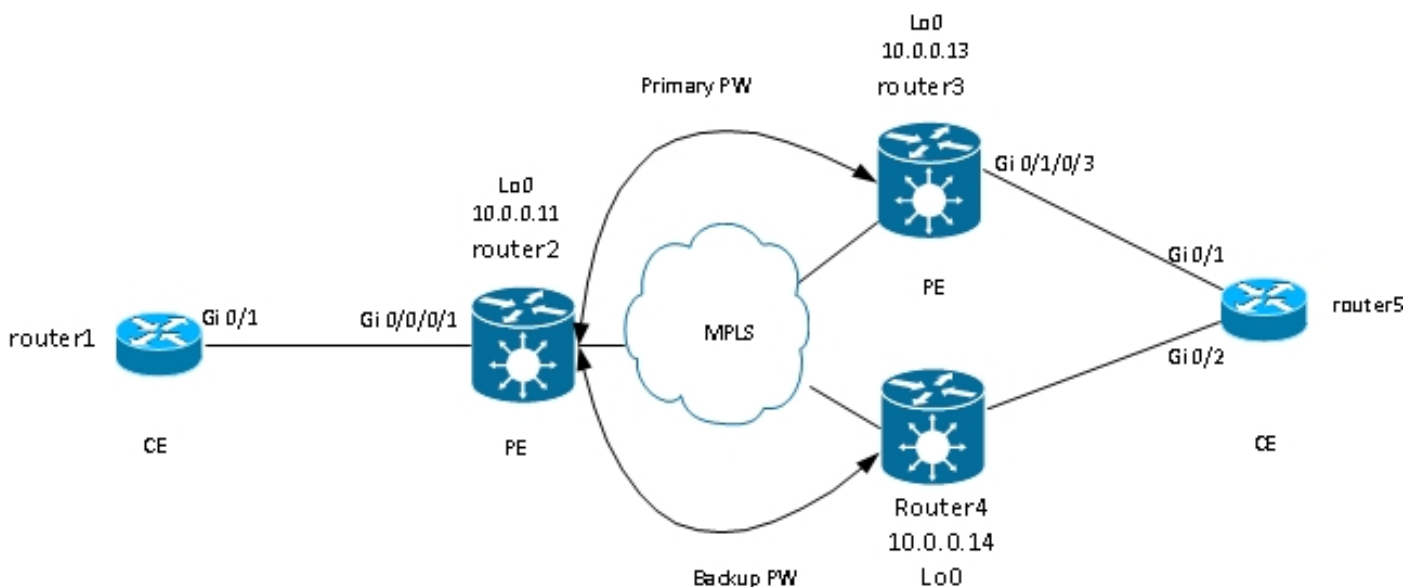 Lo0
10.0.0.13
router3
Primary PW
Gi 0/1/0/3
Lo0
10.0.0.11
router2
Gi 0/1
PE
router5
router1
Gi 0/1
Gi 0/0/0/1
MPLS
Gi 0/2
CE
PE
CE
Router4
10.0.0.14
Lo0
Backup PW